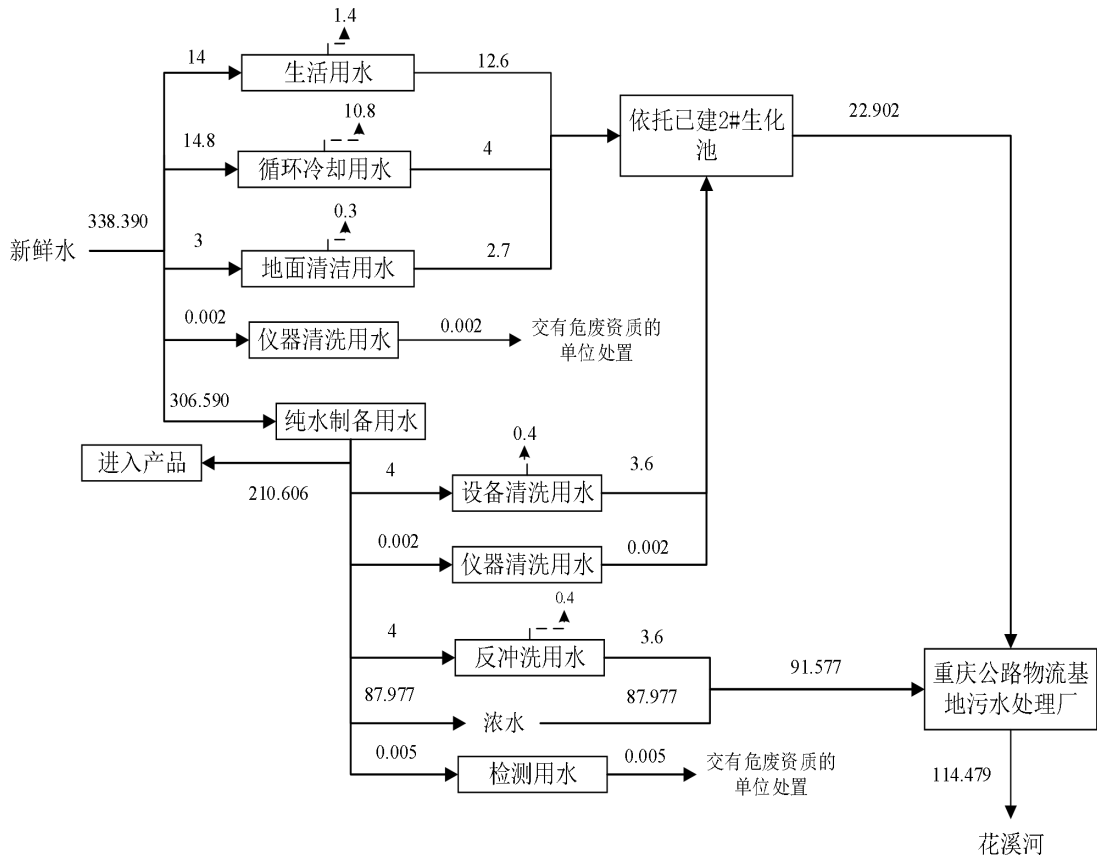 1.4
14
生活用水
12.6
10.8
14.8
循环冷却用水
4
依托已建2#生化
池
22.902
0.3
338.390
新鲜水
3
地面清洁用水
2.7
0.002
仪器清洗用水
0.002
交有危废资质的
单位处置
306.590
纯水制备用水
进入产品
210.606
0.4
4
设备清洗用水
3.6
0.002
仪器清洗用水
0.002
0.4
4
反冲洗用水
3.6
91.577
重庆公路物流基
地污水处理厂
87.977
浓水
87.977
0.005
检测用水
0.005
交有危废资质的
单位处置
114.479
花溪河